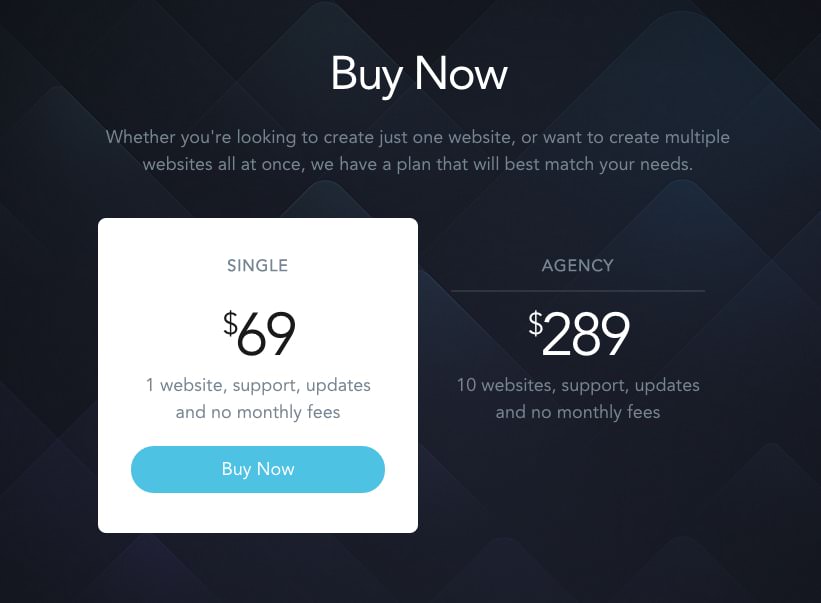 Buy Now
Whether you're looking to create just one website, or want to create multiple
websites all at once, we have a plan that will best match your needs.
SINGLE
$69
1 website, support, updates
and no monthly fees
Buy Now
AGENCY
$289
10 websites, support, updates
and no monthly fees